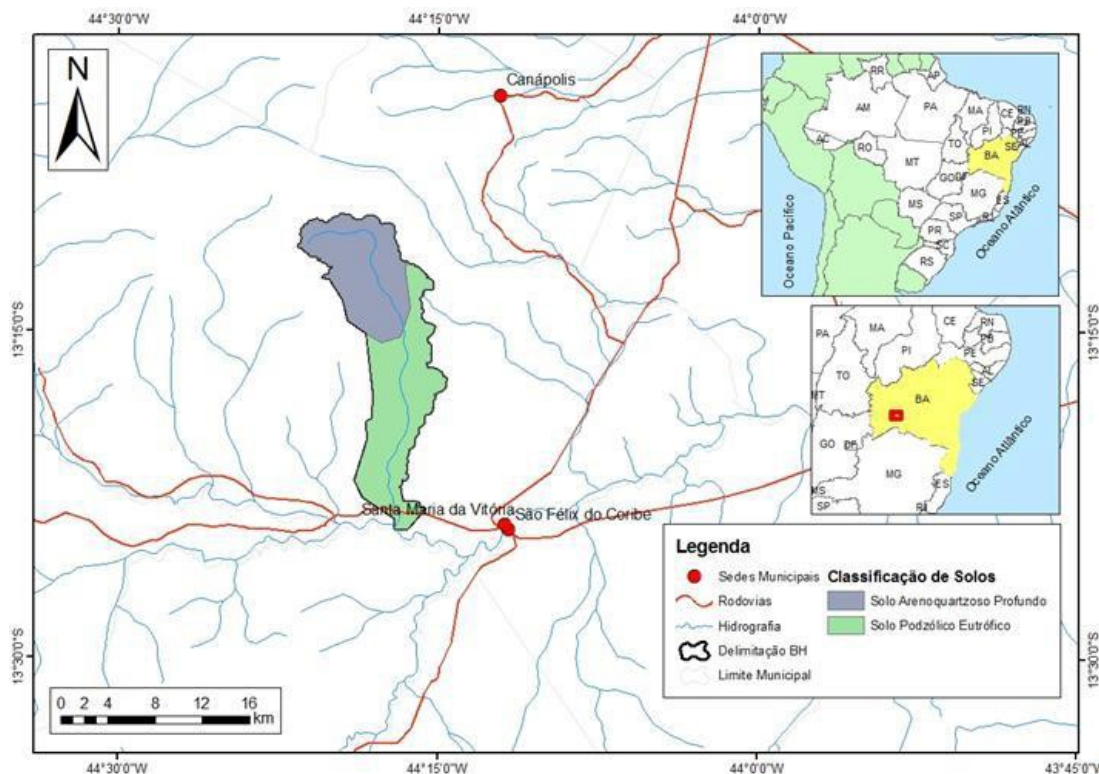 44°30'0"W
44°15'0"W
44°0'0"W
N
Canápolis
RR
AP
AM
PA
MA
CE
RN
PB
PE
AL
SE
PI
AC
RO
TO
BA
MT
GO
DF
MG
ES
MS
SP
RJ
PR
SC
RS
Oceano Pacífico
Oceano Atlântico
13°15'0"S
13°15'0"S
PA
MA
CE
RN
PB
PE
AL
SE
PI
TO
BA
MT
GO
DF
MG
ES
MS
SP
RJ
Oceano Atlântico
Santa Maria da Vitória
São Félix do Coribe
Legenda
Sedes Municipais
Rodovias
Hidrografia
Delimitação BH
Limite Municipal
Classificação de Solos
Solo Arenoquartzoso Profundo
Solo Podzólico Eutrófico
13°30'0"S
13°30'0"S
0 2 4 8 12 16
km
44°30'0"W
44°15'0"W
44°0'0"W
43°45'0"W